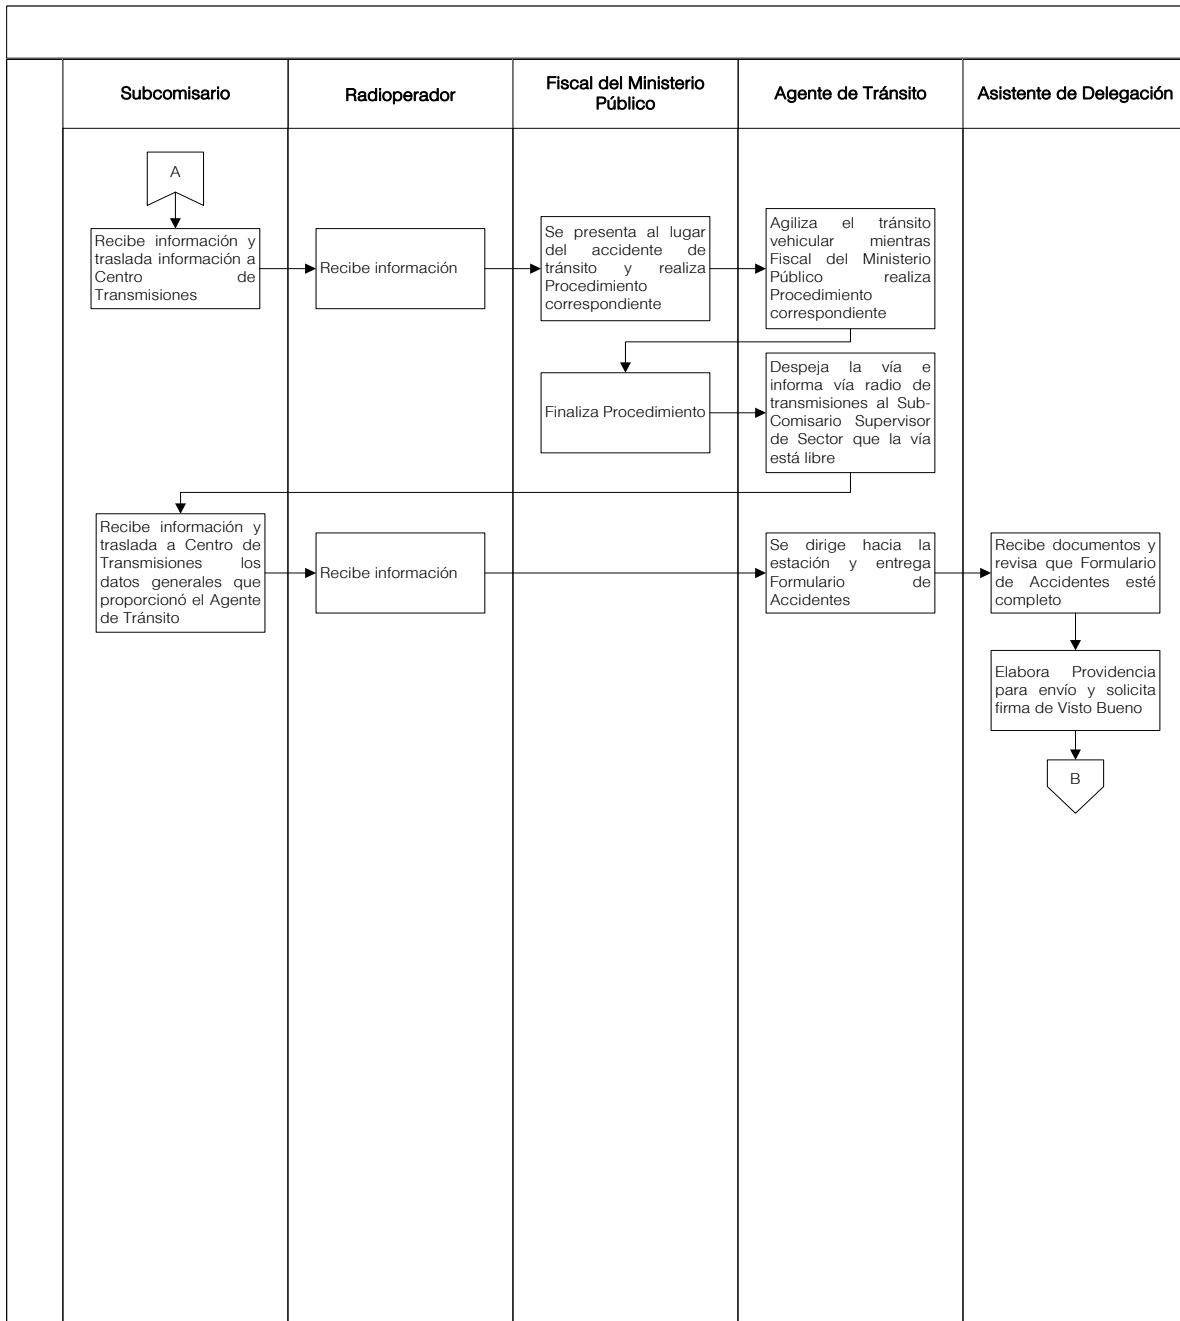 Subcomisario
Radioperador
Fiscal del Ministerio
Público
Agente de Tránsito
Asistente de Delegación
A
Recibe información y
traslada información a
Centro de
Transmisiones
Recibe información
Se presenta al lugar
del accidente de
tránsito y realiza
Procedimiento
correspondiente
Agiliza el tránsito
vehicular mientras
Fiscal del Ministerio
Público realiza
Procedimiento
correspondiente
Finaliza Procedimiento
Despeja la vía e
informa vía radio de
transmisiones al Sub-
Comisario Supervisor
de Sector que la vía
está libre
Recibe información y
traslada a Centro de
Transmisiones los
datos generales que
proporcionó el Agente
de Tránsito
Recibe información
Se dirige hacia la
estación y entrega
Formulario de
Accidentes
Recibe documentos y
revisa que Formulario
de Accidentes esté
completo
Elabora Providencia
para envío y solicita
firma de Visto Bueno
B